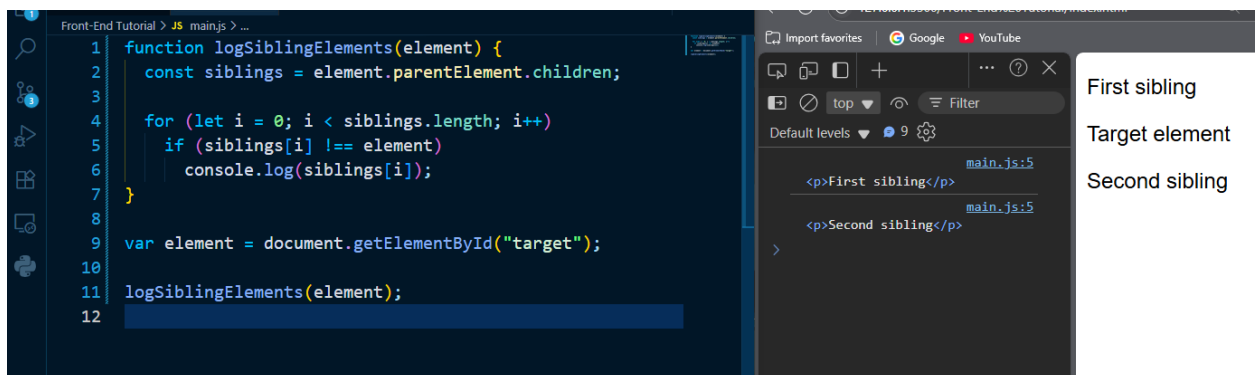 Front-End Tutorial > JS main.js > ...
1 function logSiblingElements(element) {
2   const siblings = element.parentElement.children;
3
4   for (let i = 0; i < siblings.length; i++)
5     if (siblings[i] !== element)
6       console.log(siblings[i]);
7 }
8
9 var element = document.getElementById("target");
10
11 logSiblingElements(element);
12
1
3
Import favorites Google YouTube
top Filter
Default levels 9
main.js:5
<p>First sibling</p>
main.js:5
<p>Second sibling</p>
First sibling
Target element
Second sibling